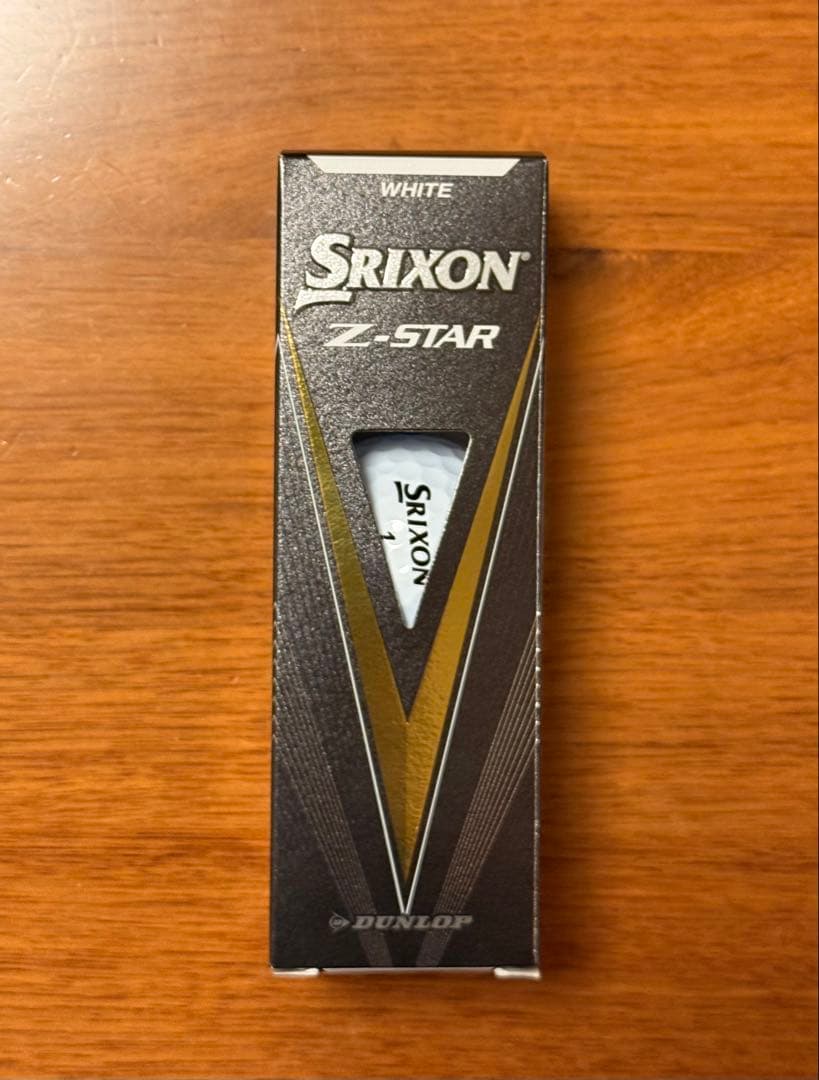 WHITE
SRIXON®
Z-STAR
SRIXON
1
DUNLOP